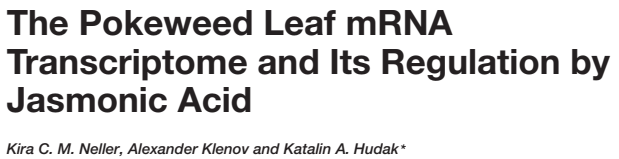 The Pokeweed Leaf mRNA
Transcriptome and Its Regulation by
Jasmonic Acid
Kira C. M. Neller, Alexander Klenov and Katalin A. Hudak*